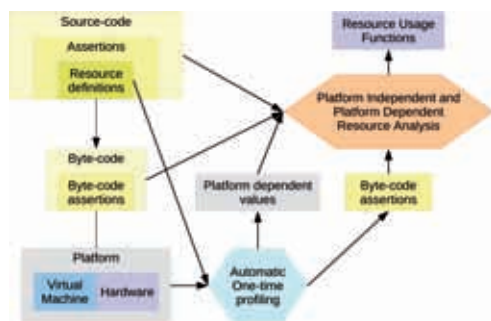 Source-code
Assertions
Resource
definitions
Byte-code
Byte-code
assertions
Platform
Virtual
Machine
Hardware
Resource Usage
Functions
Platform Independent and
Platform Dependent
Resource Analysis
Platform dependent
values
Byte-code
assertions
Automatic
One-time
profiling